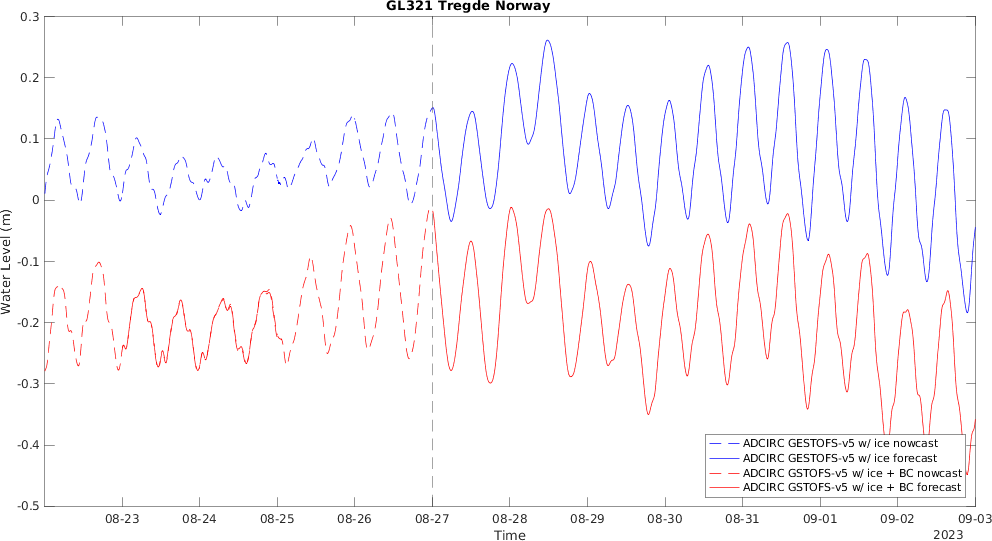 GL321 Tregde Norway
0.3
0.2
0.1
0
-0.1
-0.2
-0.3
-0.4
-0.5
Water Level (m)
ADCIRC GESTOFS-v5 w/ ice nowcast
ADCIRC GESTOFS-v5 w/ ice forecast
ADCIRC GSTOFS-v5 w/ ice + BC nowcast
ADCIRC GSTOFS-v5 w/ ice + BC forecast
08-23 08-24 08-25 08-26 08-27 08-28 08-29 08-30 08-31 09-01 09-02 09-03
Time
2023